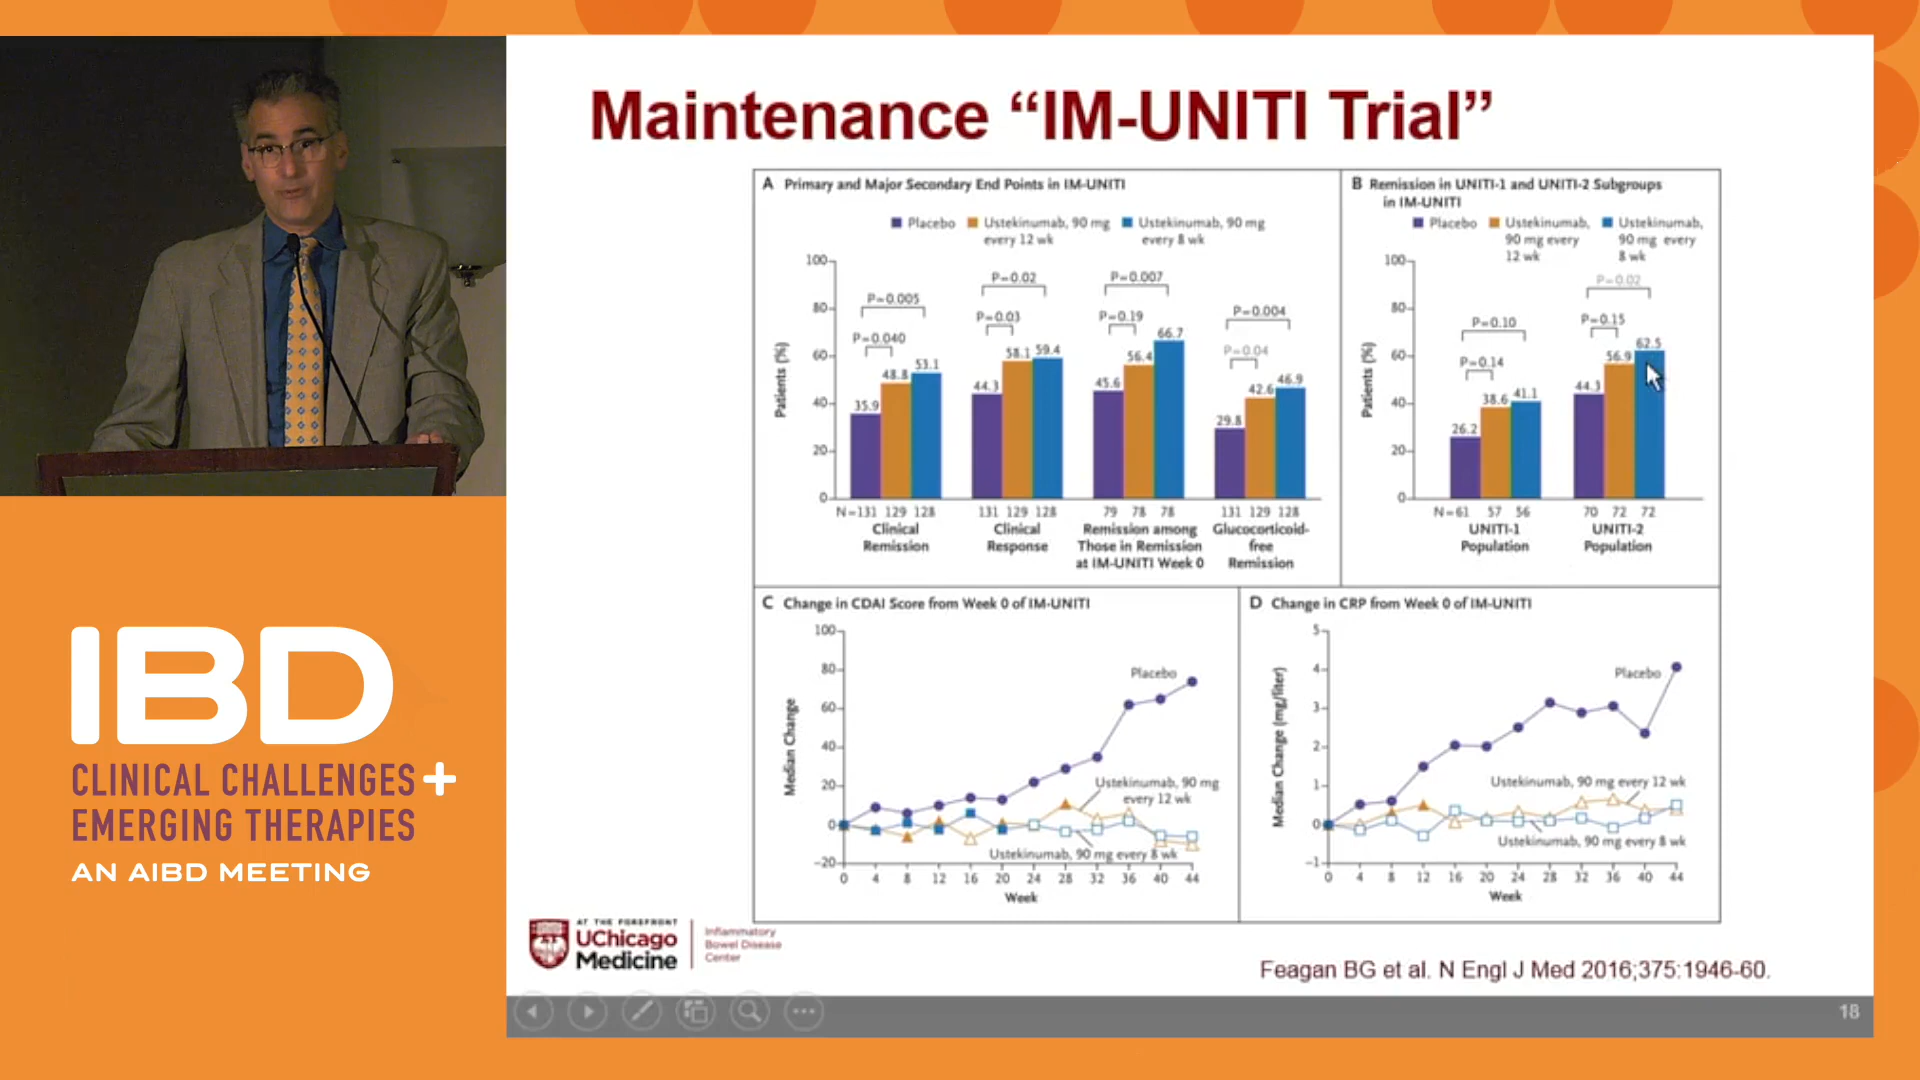 Maintenance “IM-UNITI Trial”
A Primary and Major Secondary End Points in IM-UNITI
Placebo
Ustekinumab, 90 mg
every 12 wk
Ustekinumab, 90 mg
every 8 wk
Patients (%)
100
80
60
40
20
0
P=0.005
P=0.040
35.9
48.8
53.1
P=0.02
P=0.03
44.3
58.1
59.4
P=0.007
P=0.19
45.6
56.4
66.7
P=0.004
P=0.04
29.8
42.6
46.9
N=131 129 128
131 129 128
79 78 78
131 129 128
Clinical
Remission
Clinical
Response
Remission among
Those in Remission
at IM-UNITI Week 0
Glucocorticoid-
free
Remission
B Remission in UNITI-1 and UNITI-2 Subgroups
in IM-UNITI
Placebo
Ustekinumab,
90 mg every
12 wk
Ustekinumab,
90 mg every
8 wk
Patients (%)
100
80
60
40
20
0
P=0.10
P=0.14
26.2
38.6
41.1
P=0.02
P=0.15
44.3
56.9
62.5
N=61 57 56
70 72 72
UNITI-1
Population
UNITI-2
Population
C Change in CDAI Score from Week 0 of IM-UNITI
Median Change
100
80
60
40
20
0
-20
Placebo
Ustekinumab, 90 mg
every 12 wk
Ustekinumab, 90 mg every 8 wk
0 4 8 12 16 20 24 28 32 36 40 44
Week
D Change in CRP from Week 0 of IM-UNITI
Median Change (mg/liter)
5
4
3
2
1
0
-1
Placebo
Ustekinumab, 90 mg every 12 wk
Ustekinumab, 90 mg every 8 wk
0 4 8 12 16 20 24 28 32 36 40 44
Week
IBD
CLINICAL CHALLENGES +
EMERGING THERAPIES
AN AIBD MEETING
AT THE FOREFRONT
UChicago
Medicine
Inflammatory
Bowel Disease
Center
Feagan BG et al. N Engl J Med 2016;375:1946-60.
18